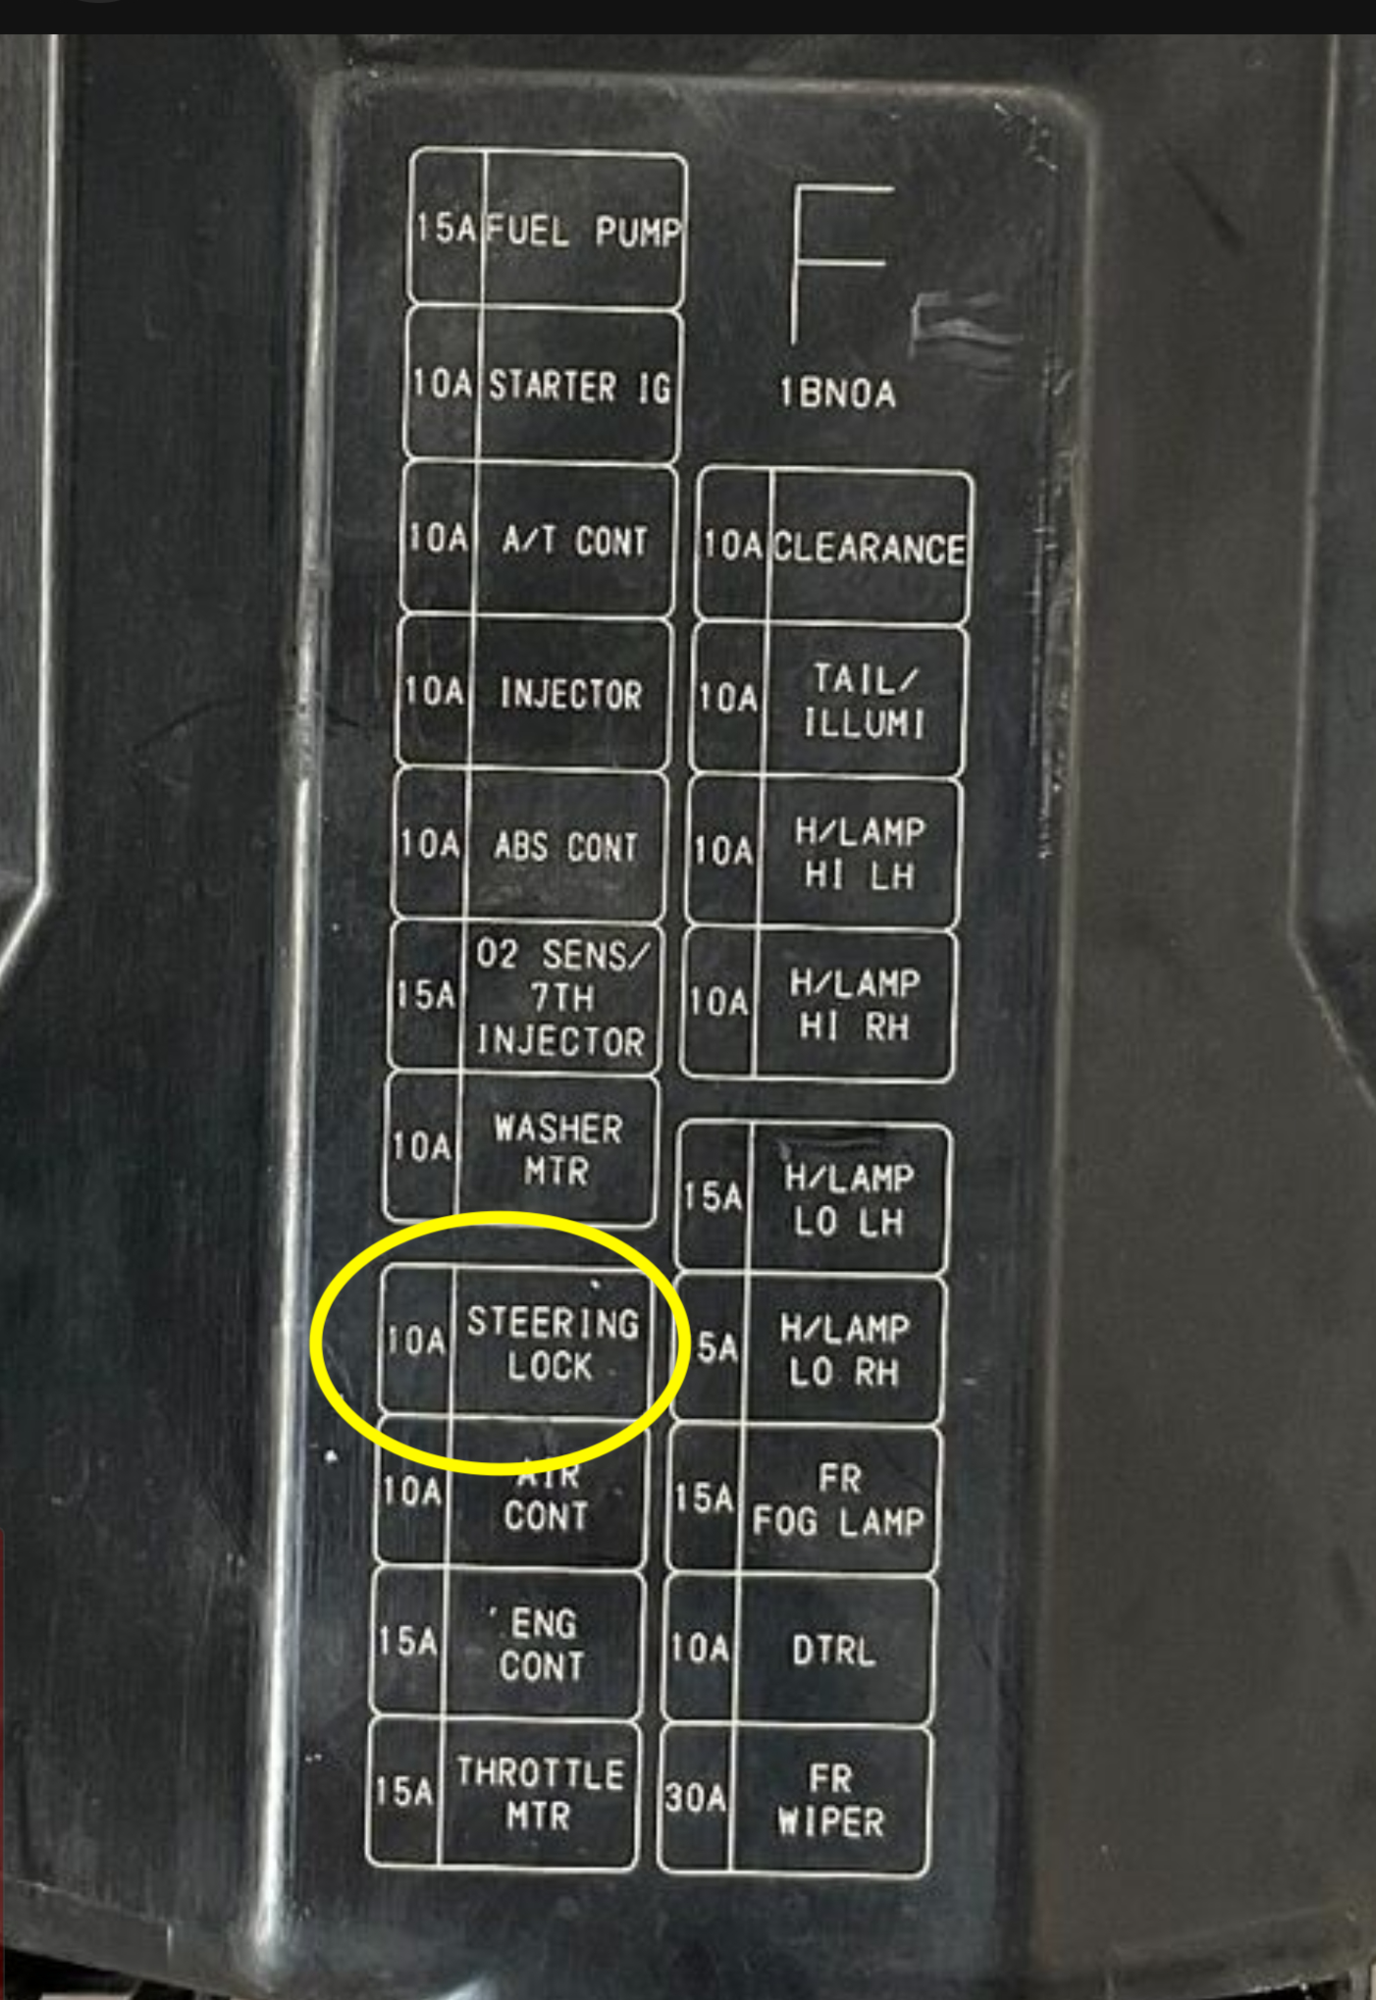 15A FUEL PUMP
10A STARTER IG
10A A/T CONT
10A INJECTOR
10A ABS CONT
15A O2 SENS/
7TH
INJECTOR
10A WASHER
MTR
10A STEERING
LOCK
10A AIR
CONT
15A ENG
CONT
15A THROTTLE
MTR
F
1BN0A
10A CLEARANCE
10A TAIL/
ILLUMI
10A H/LAMP
HI LH
10A H/LAMP
HI RH
15A H/LAMP
LO LH
5A H/LAMP
LO RH
15A FR
FOG LAMP
10A DTRL
30A FR
WIPER